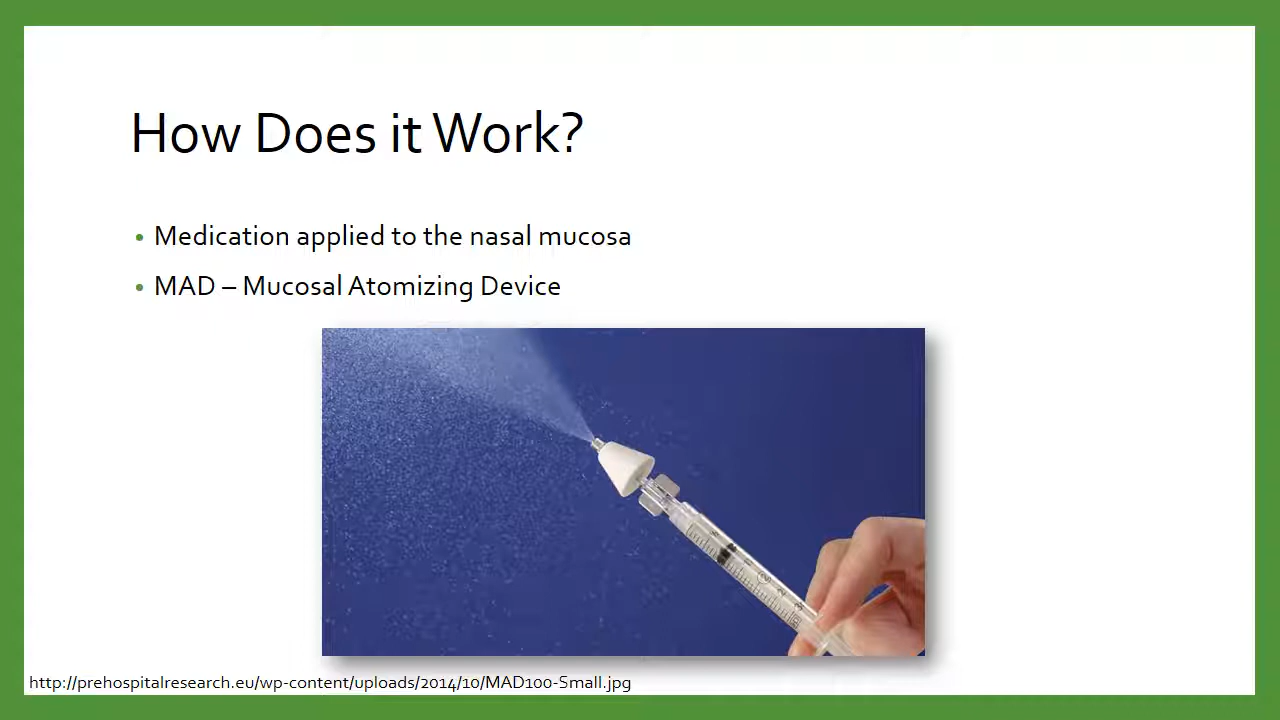 How Does it Work?
• Medication applied to the nasal mucosa
• MAD – Mucosal Atomizing Device
http://prehospitalresearch.eu/wp-content/uploads/2014/10/MAD100-Small.jpg